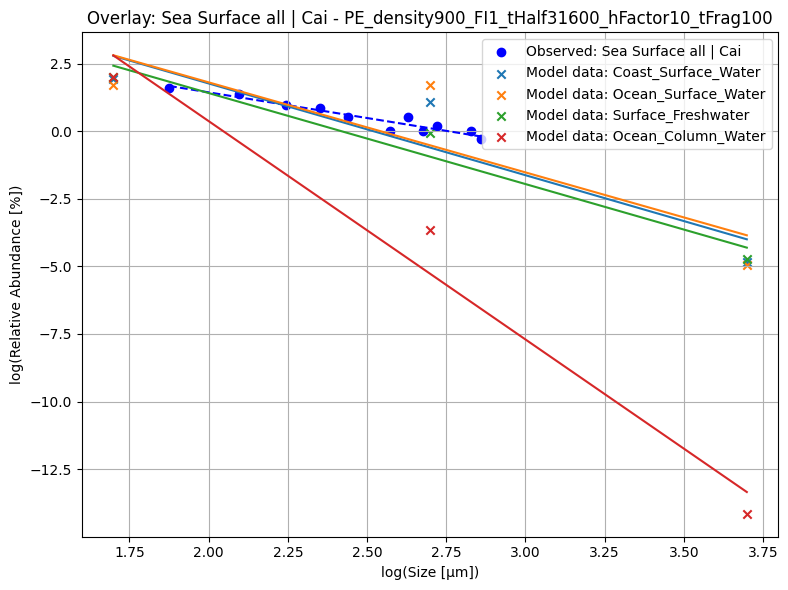 Overlay: Sea Surface all | Cai - PE_density900_FI1_tHalf31600_hFactor10_tFrag100
Observed: Sea Surface all | Cai
Model data: Coast_Surface_Water
Model data: Ocean_Surface_Water
Model data: Surface_Freshwater
Model data: Ocean_Column_Water
log(Relative Abundance [%])
2.5
0.0
−2.5
−5.0
−7.5
−10.0
−12.5
1.75 2.00 2.25 2.50 2.75 3.00 3.25 3.50 3.75
log(Size [µm])